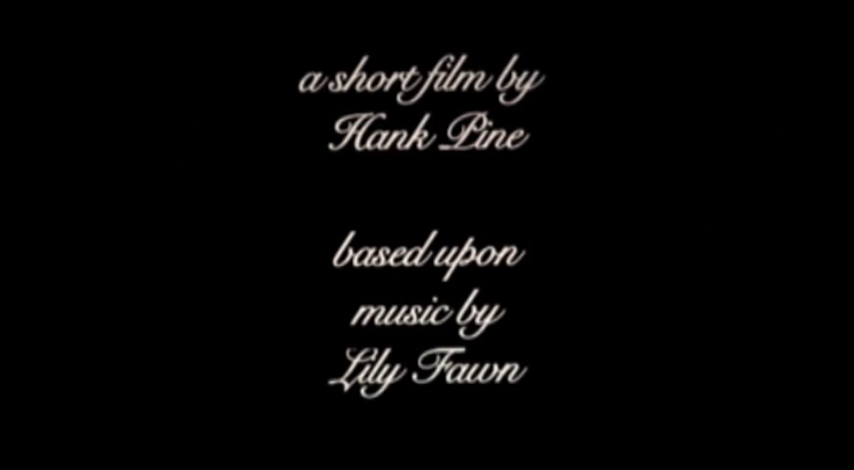 a short film by
Hank Pine
based upon
music by
Lily Fawn